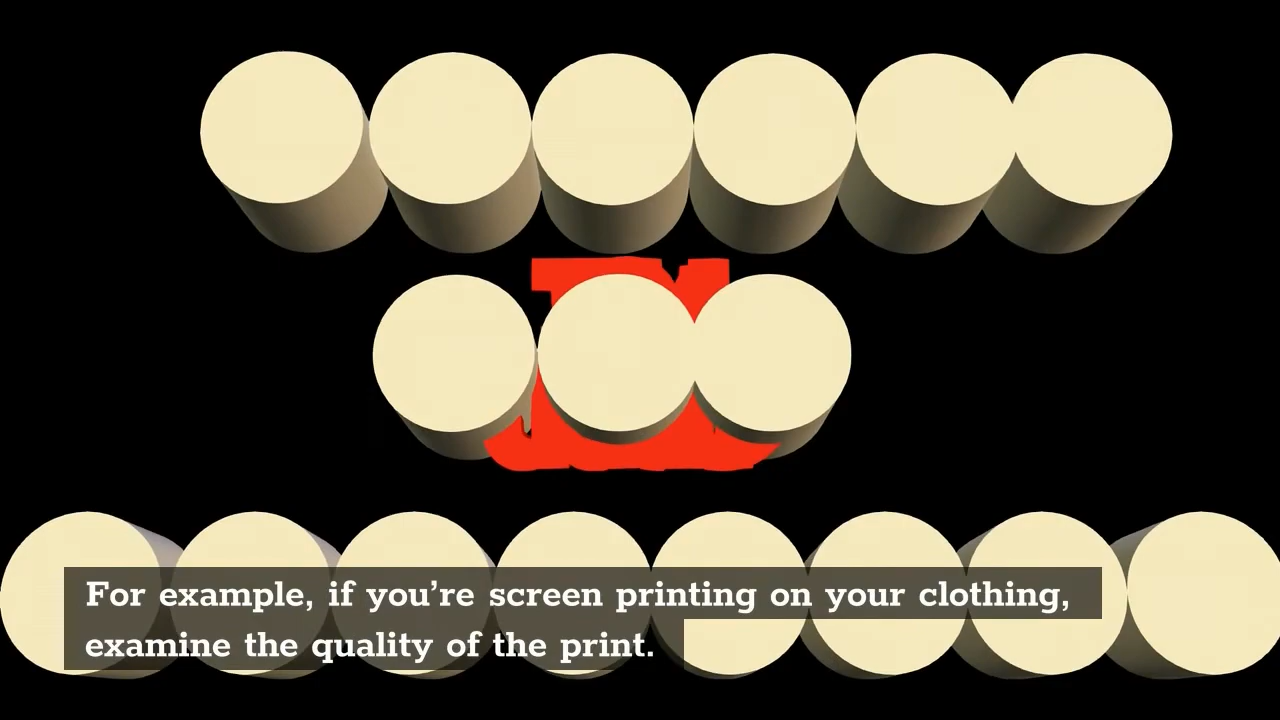 For example, if you’re screen printing on your clothing,
examine the quality of the print.